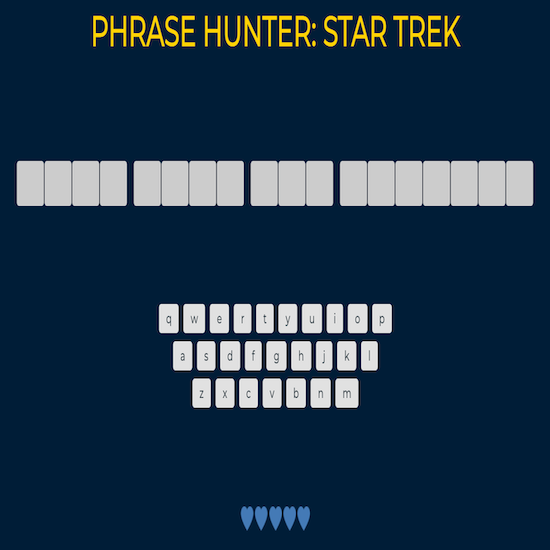 PHRASE HUNTER: STAR TREK
q w e r t y u i o p
a s d f g h j k l
z x c v b n m